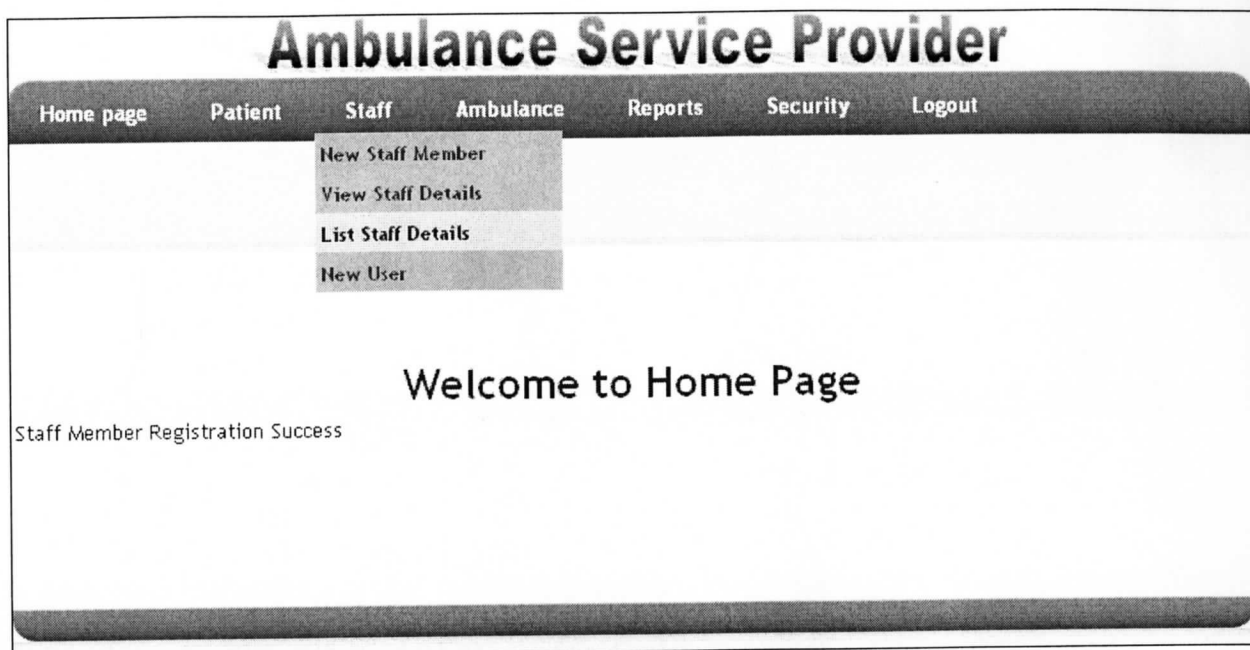 Ambulance Service Provider
Home page Patient Staff Ambulance Reports Security Logout
New Staff Member
View Staff Details
List Staff Details
New User
Welcome to Home Page
Staff Member Registration Success